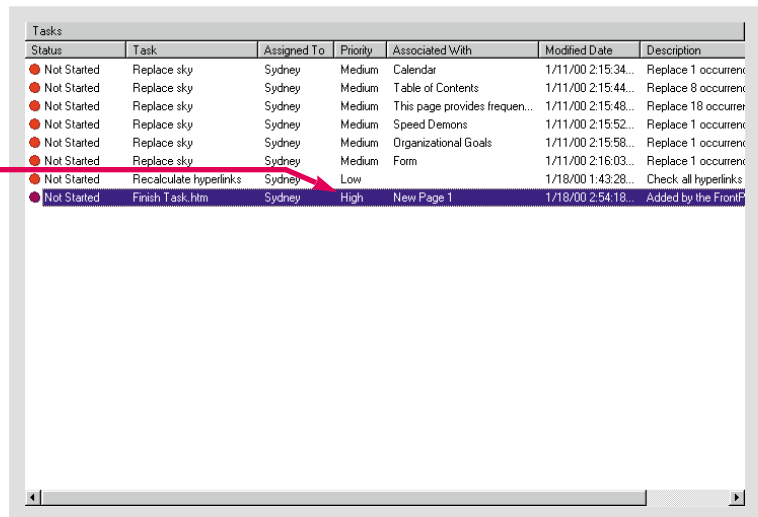 Tasks
Status Task Assigned To Priority Associated With Modified Date Description
Not Started Replace sky Sydney Medium Calendar 1/11/00 2:15:34... Replace 1 occurrenc
Not Started Replace sky Sydney Medium Table of Contents 1/11/00 2:15:44... Replace 8 occurrenc
Not Started Replace sky Sydney Medium This page provides frequen... 1/11/00 2:15:48... Replace 18 occurrer
Not Started Replace sky Sydney Medium Speed Demons 1/11/00 2:15:52... Replace 1 occurrenc
Not Started Replace sky Sydney Medium Organizational Goals 1/11/00 2:15:58... Replace 1 occurrenc
Not Started Replace sky Sydney Medium Form 1/11/00 2:16:03... Replace 1 occurrenc
Not Started Recalculate hyperlinks Sydney Low 1/18/00 1:43:28... Check all hyperlinks
Not Started Finish Task.htm Sydney High New Page 1 1/18/00 2:54:18... Added by the FrontP